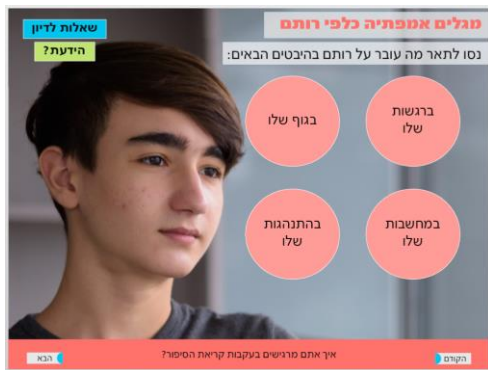 מגלים אמפתיה כלפי רותם
שאלות לדיון
הידעת?
נסו לתאר מה עובר על רותם בהיבטים הבאים:
ברגשות
שלו
בגוף שלו
במחשבות
שלו
בהתנהגות
שלו
איך אתם מרגישים בעקבות קריאת הסיפור?
הקודם
הבא